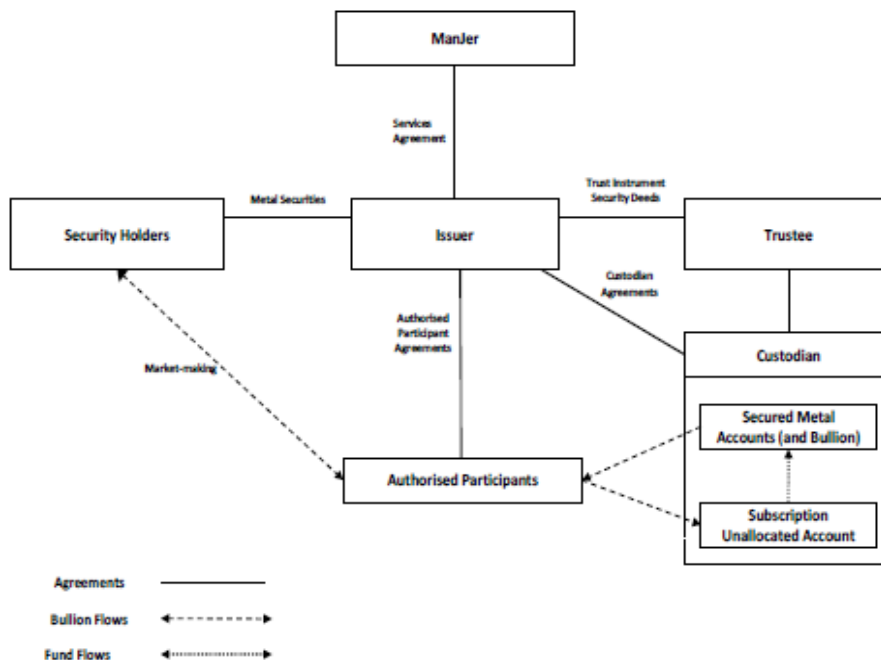 ManJer
Services
Agreement
Metal Securities
Trust Instrument
Security Deeds
Security Holders
Issuer
Trustee
Custodian
Agreements
Authorised
Participant
Agreements
Custodian
Market-making
Secured Metal
Accounts (and Bullion)
Authorised Participants
Subscription
Unallocated Account
Agreements
Bullion Flows
Fund Flows